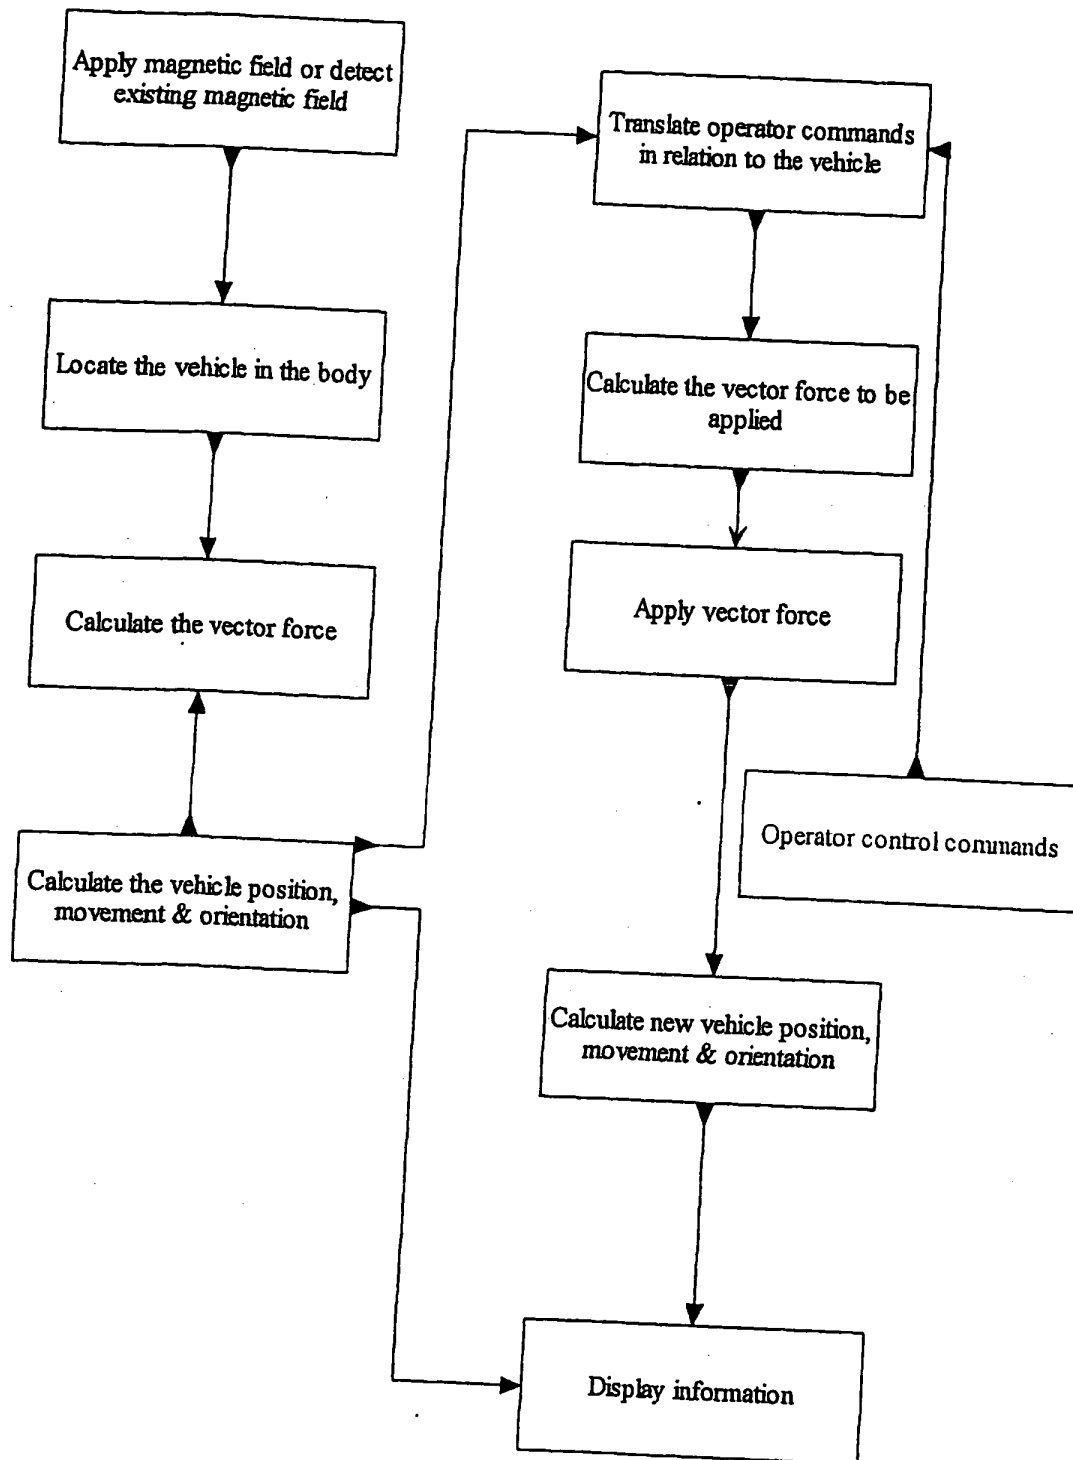 Apply magnetic field or detect
existing magnetic field
Locate the vehicle in the body
Calculate the vector force
Calculate the vehicle position,
movement & orientation
Translate operator commands
in relation to the vehicle
Calculate the vector force to be
applied
Apply vector force
Operator control commands
Calculate new vehicle position,
movement & orientation
Display information